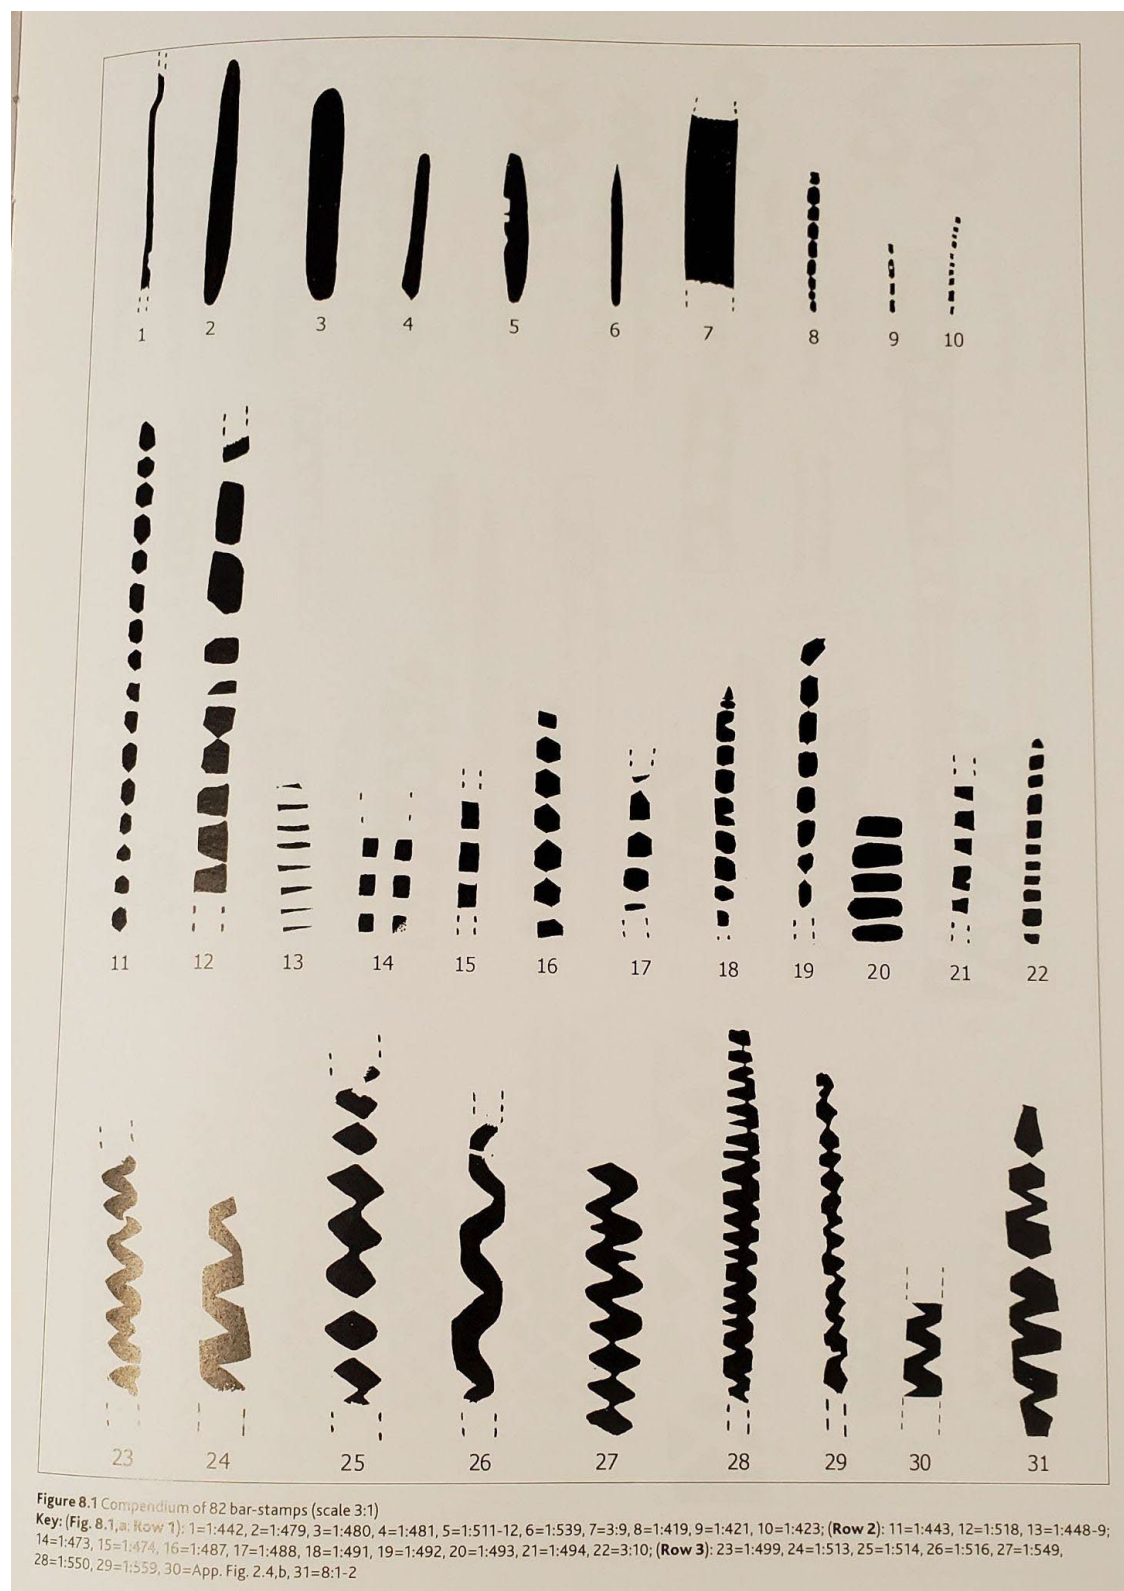 1 2 3 4 5 6 7 8 9 10
11 12 13 14 15 16 17 18 19 20 21 22
23 24 25 26 27 28 29 30 31
Figure 8.1 Compendium of 82 bar-stamps (scale 3:1)
Key: (Fig. 8.1,a: Row 1): 1=1:442, 2=1:479, 3=1:480, 4=1:481, 5=1:511-12, 6=1:539, 7=3:9, 8=1:419, 9=1:421, 10=1:423; (Row 2): 11=1:443, 12=1:518, 13=1:448-9;
14=1:473, 15=1:474, 16=1:487, 17=1:488, 18=1:491, 19=1:492, 20=1:493, 21=1:494, 22=3:10; (Row 3): 23=1:499, 24=1:513, 25=1:514, 26=1:516, 27=1:549,
28=1:550, 29=1:559, 30=App. Fig. 2.4,b, 31=8:1-2